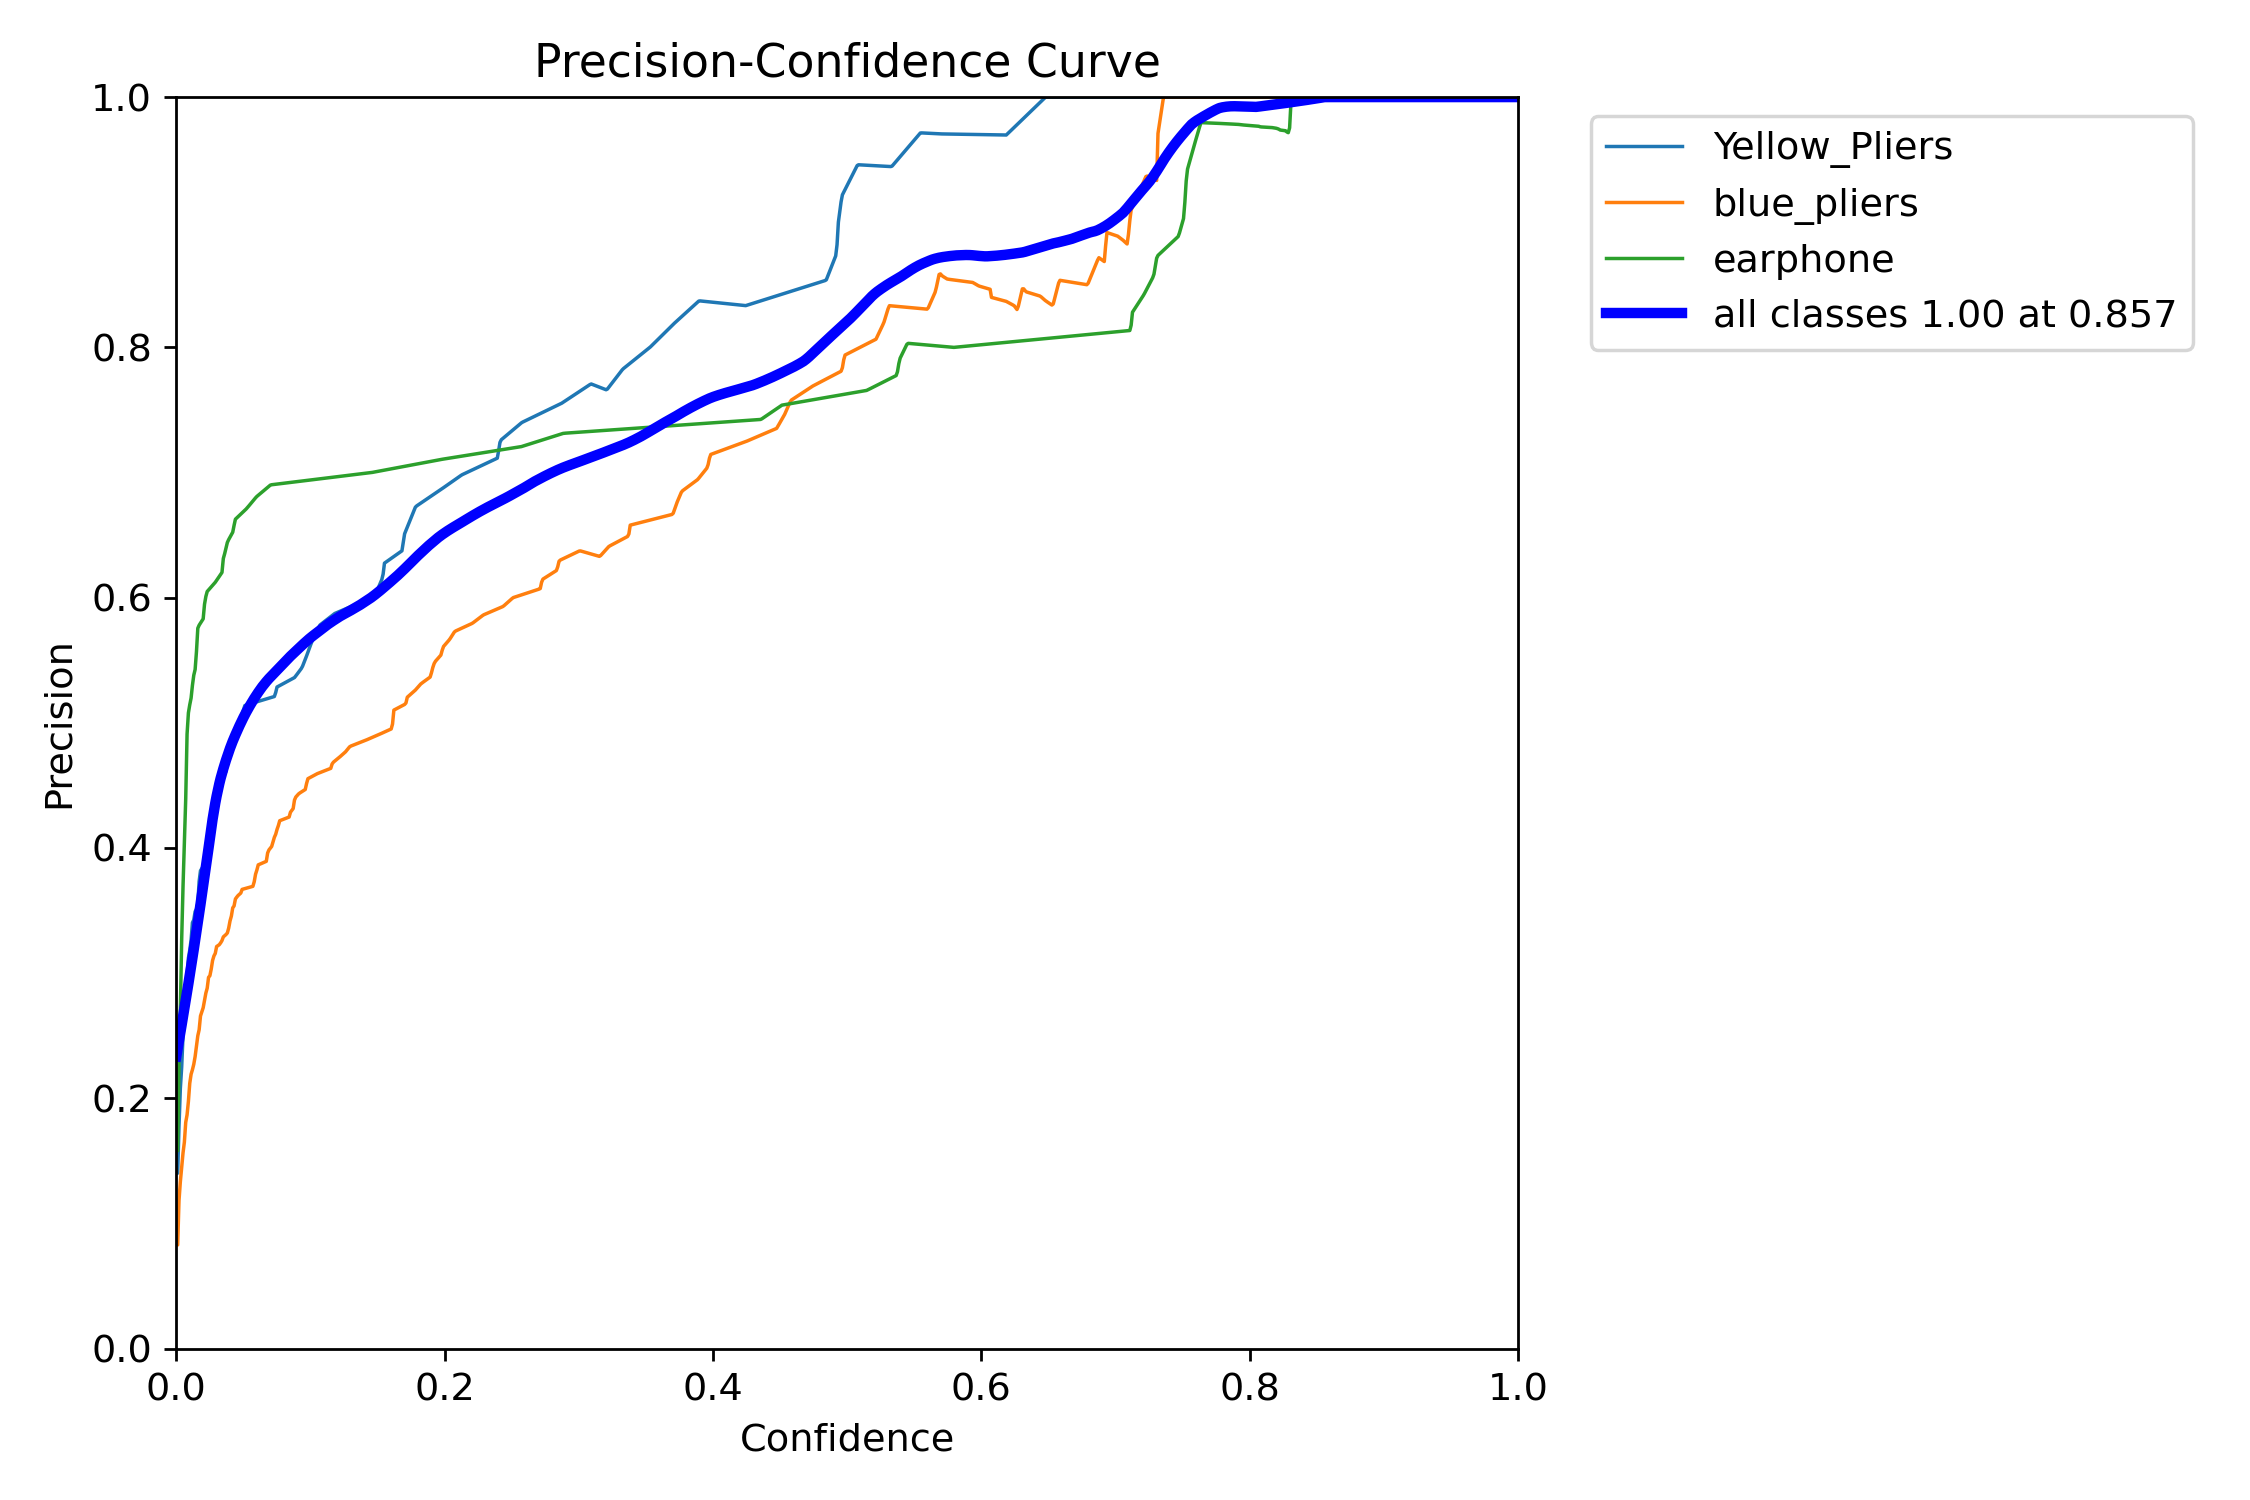 Precision-Confidence Curve
1.0
0.8
0.6
0.4
0.2
0.0
Precision
0.0 0.2 0.4 0.6 0.8 1.0
Confidence
Yellow_Pliers
blue_pliers
earphone
all classes 1.00 at 0.857